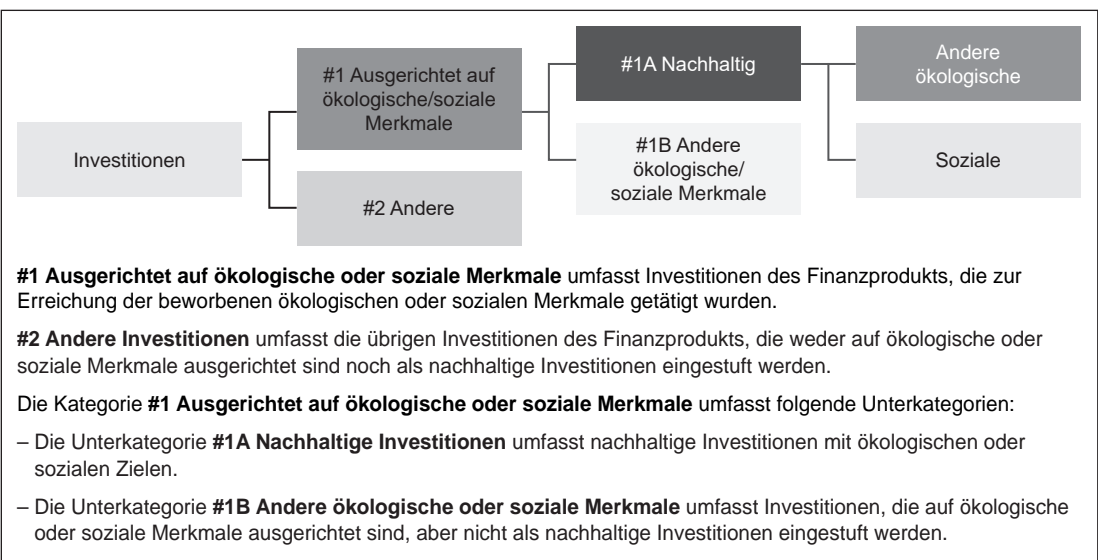 Investitionen
#1 Ausgerichtet auf
ökologische/soziale
Merkmale
#2 Andere
#1A Nachhaltig
#1B Andere
ökologische/
soziale Merkmale
Andere
ökologische
Soziale
#1 Ausgerichtet auf ökologische oder soziale Merkmale umfasst Investitionen des Finanzprodukts, die zur
Erreichung der beworbenen ökologischen oder sozialen Merkmale getätigt wurden.
#2 Andere Investitionen umfasst die übrigen Investitionen des Finanzprodukts, die weder auf ökologische oder
soziale Merkmale ausgerichtet sind noch als nachhaltige Investitionen eingestuft werden.
Die Kategorie #1 Ausgerichtet auf ökologische oder soziale Merkmale umfasst folgende Unterkategorien:
– Die Unterkategorie #1A Nachhaltige Investitionen umfasst nachhaltige Investitionen mit ökologischen oder
sozialen Zielen.
– Die Unterkategorie #1B Andere ökologische oder soziale Merkmale umfasst Investitionen, die auf ökologische
oder soziale Merkmale ausgerichtet sind, aber nicht als nachhaltige Investitionen eingestuft werden.